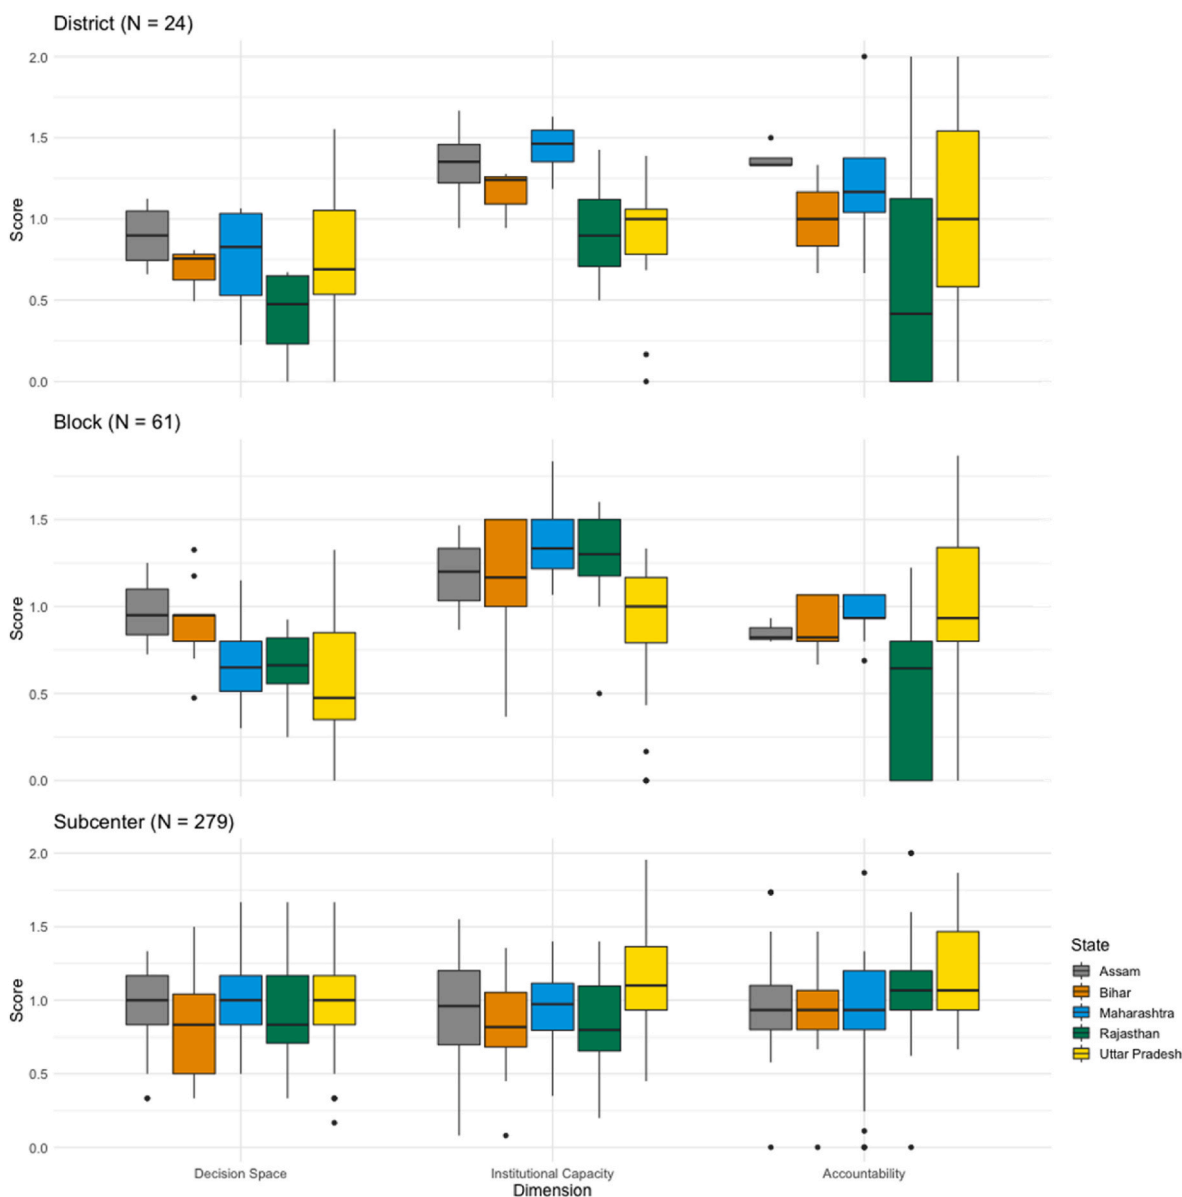 District (N = 24)
2.0
1.5
1.0
0.5
0.0
Score
Block (N = 61)
1.5
1.0
0.5
0.0
Score
Subcenter (N = 279)
2.0
1.5
1.0
0.5
0.0
Score
Decision Space
Institutional Capacity
Accountability
Dimension
State
Assam
Bihar
Maharashtra
Rajasthan
Uttar Pradesh